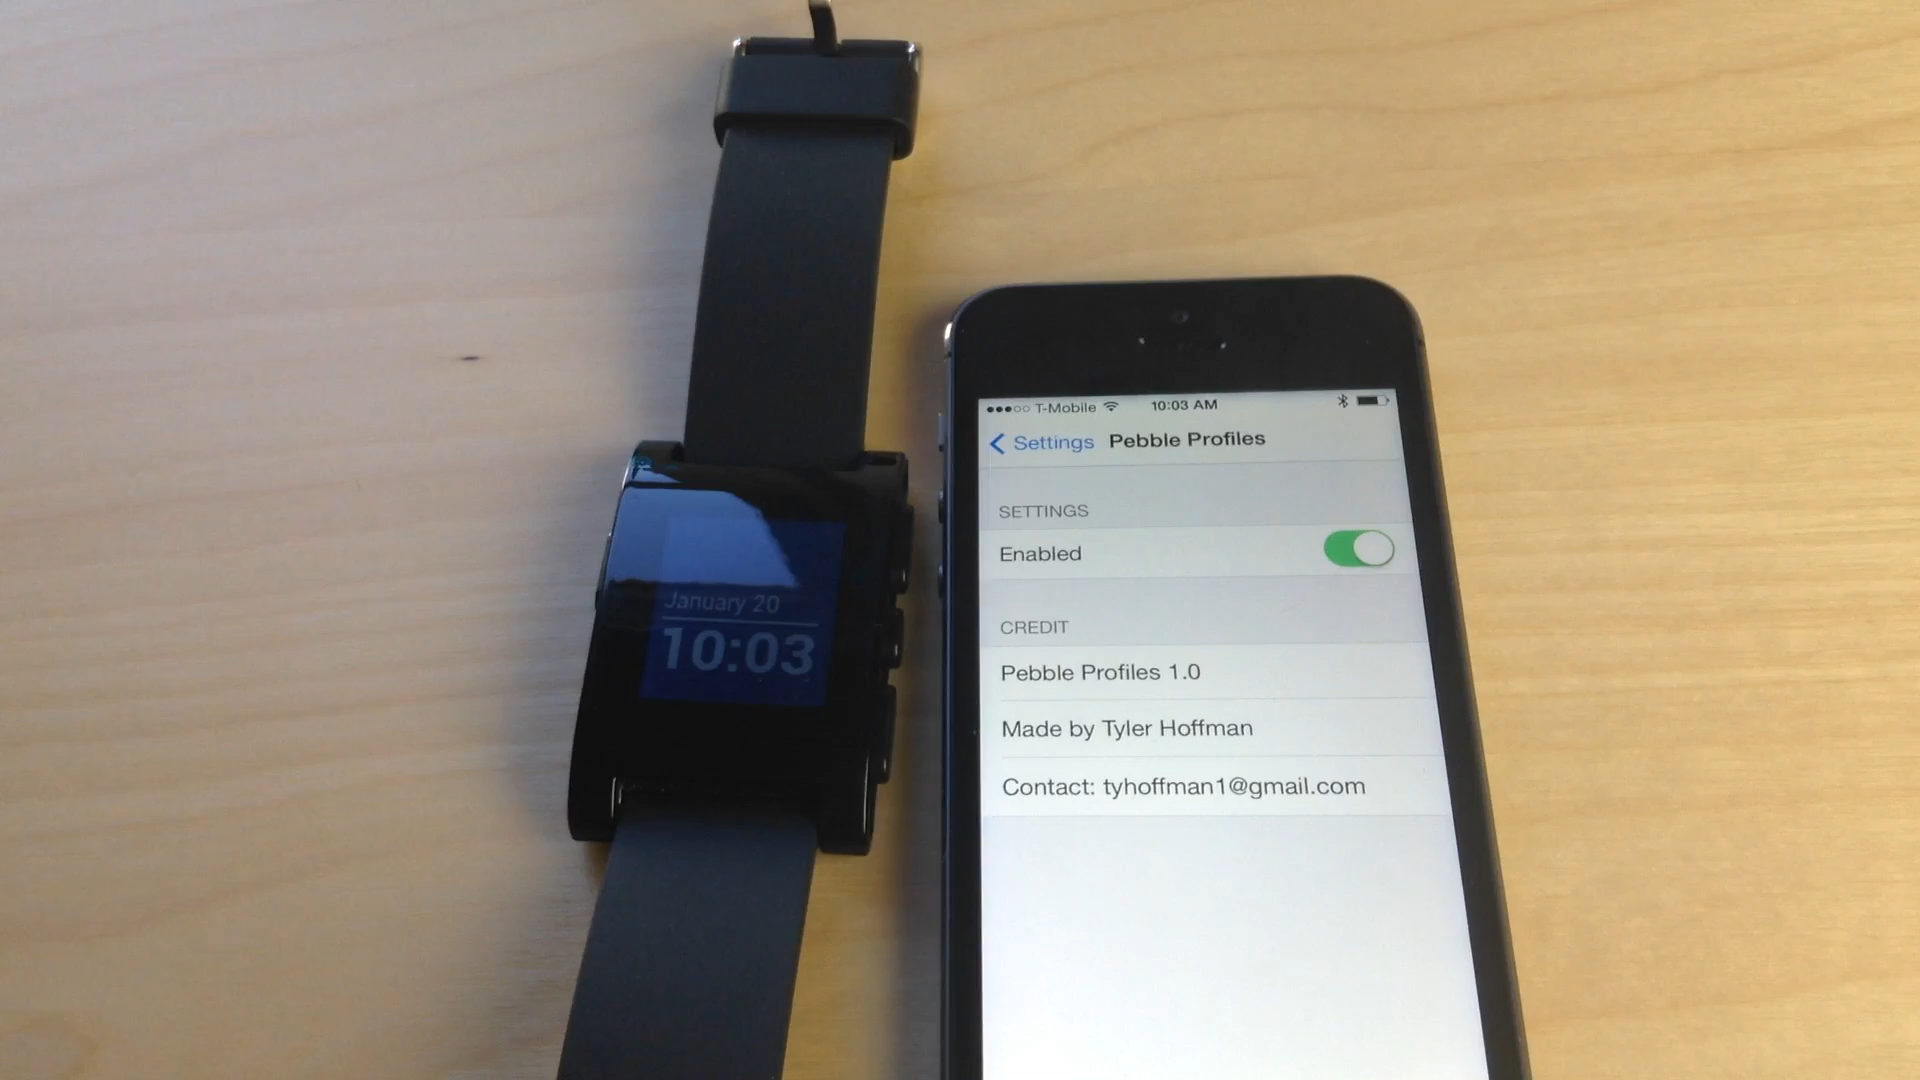 January 20
10:03
T-Mobile 10:03 AM
Settings Pebble Profiles
SETTINGS
Enabled
CREDIT
Pebble Profiles 1.0
Made by Tyler Hoffman
Contact: tyhoffman1@gmail.com